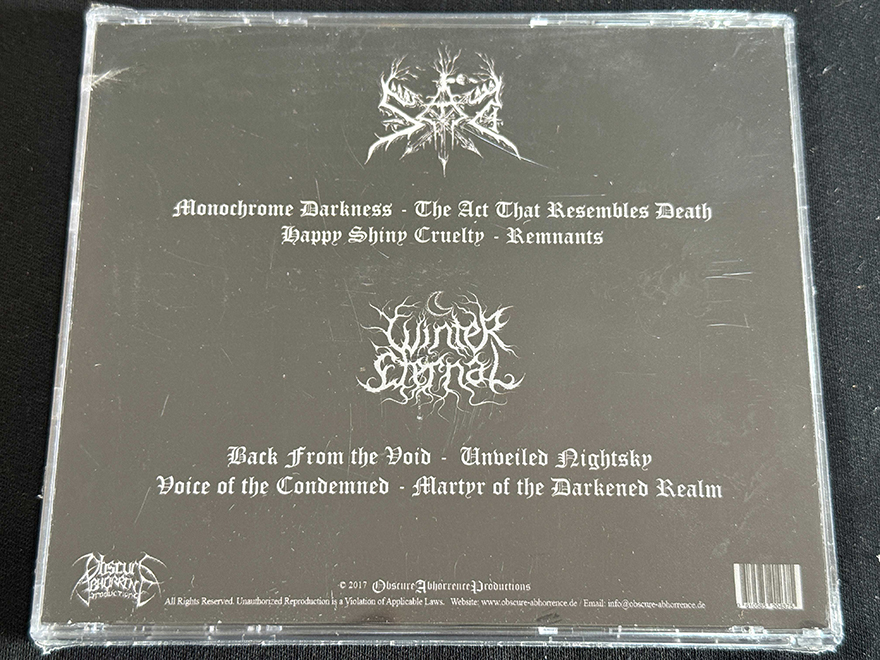 Monochrome Darkness - The Act That Resembles Death
Happy Shiny Cruelty - Remnants
Winter
Eternal
Back From the Void - Unveiled Nightsky
Voice of the Condemned - Martyr of the Darkened Realm
Obscure
Abhorrence
Productions
© 2017 ObscureAbhorrenceProductions
All Rights Reserved. Unauthorized Reproduction is a Violation of Applicable Laws. Website: www.obscure-abhorrence.de / Email: info@obscure-abhorrence.de